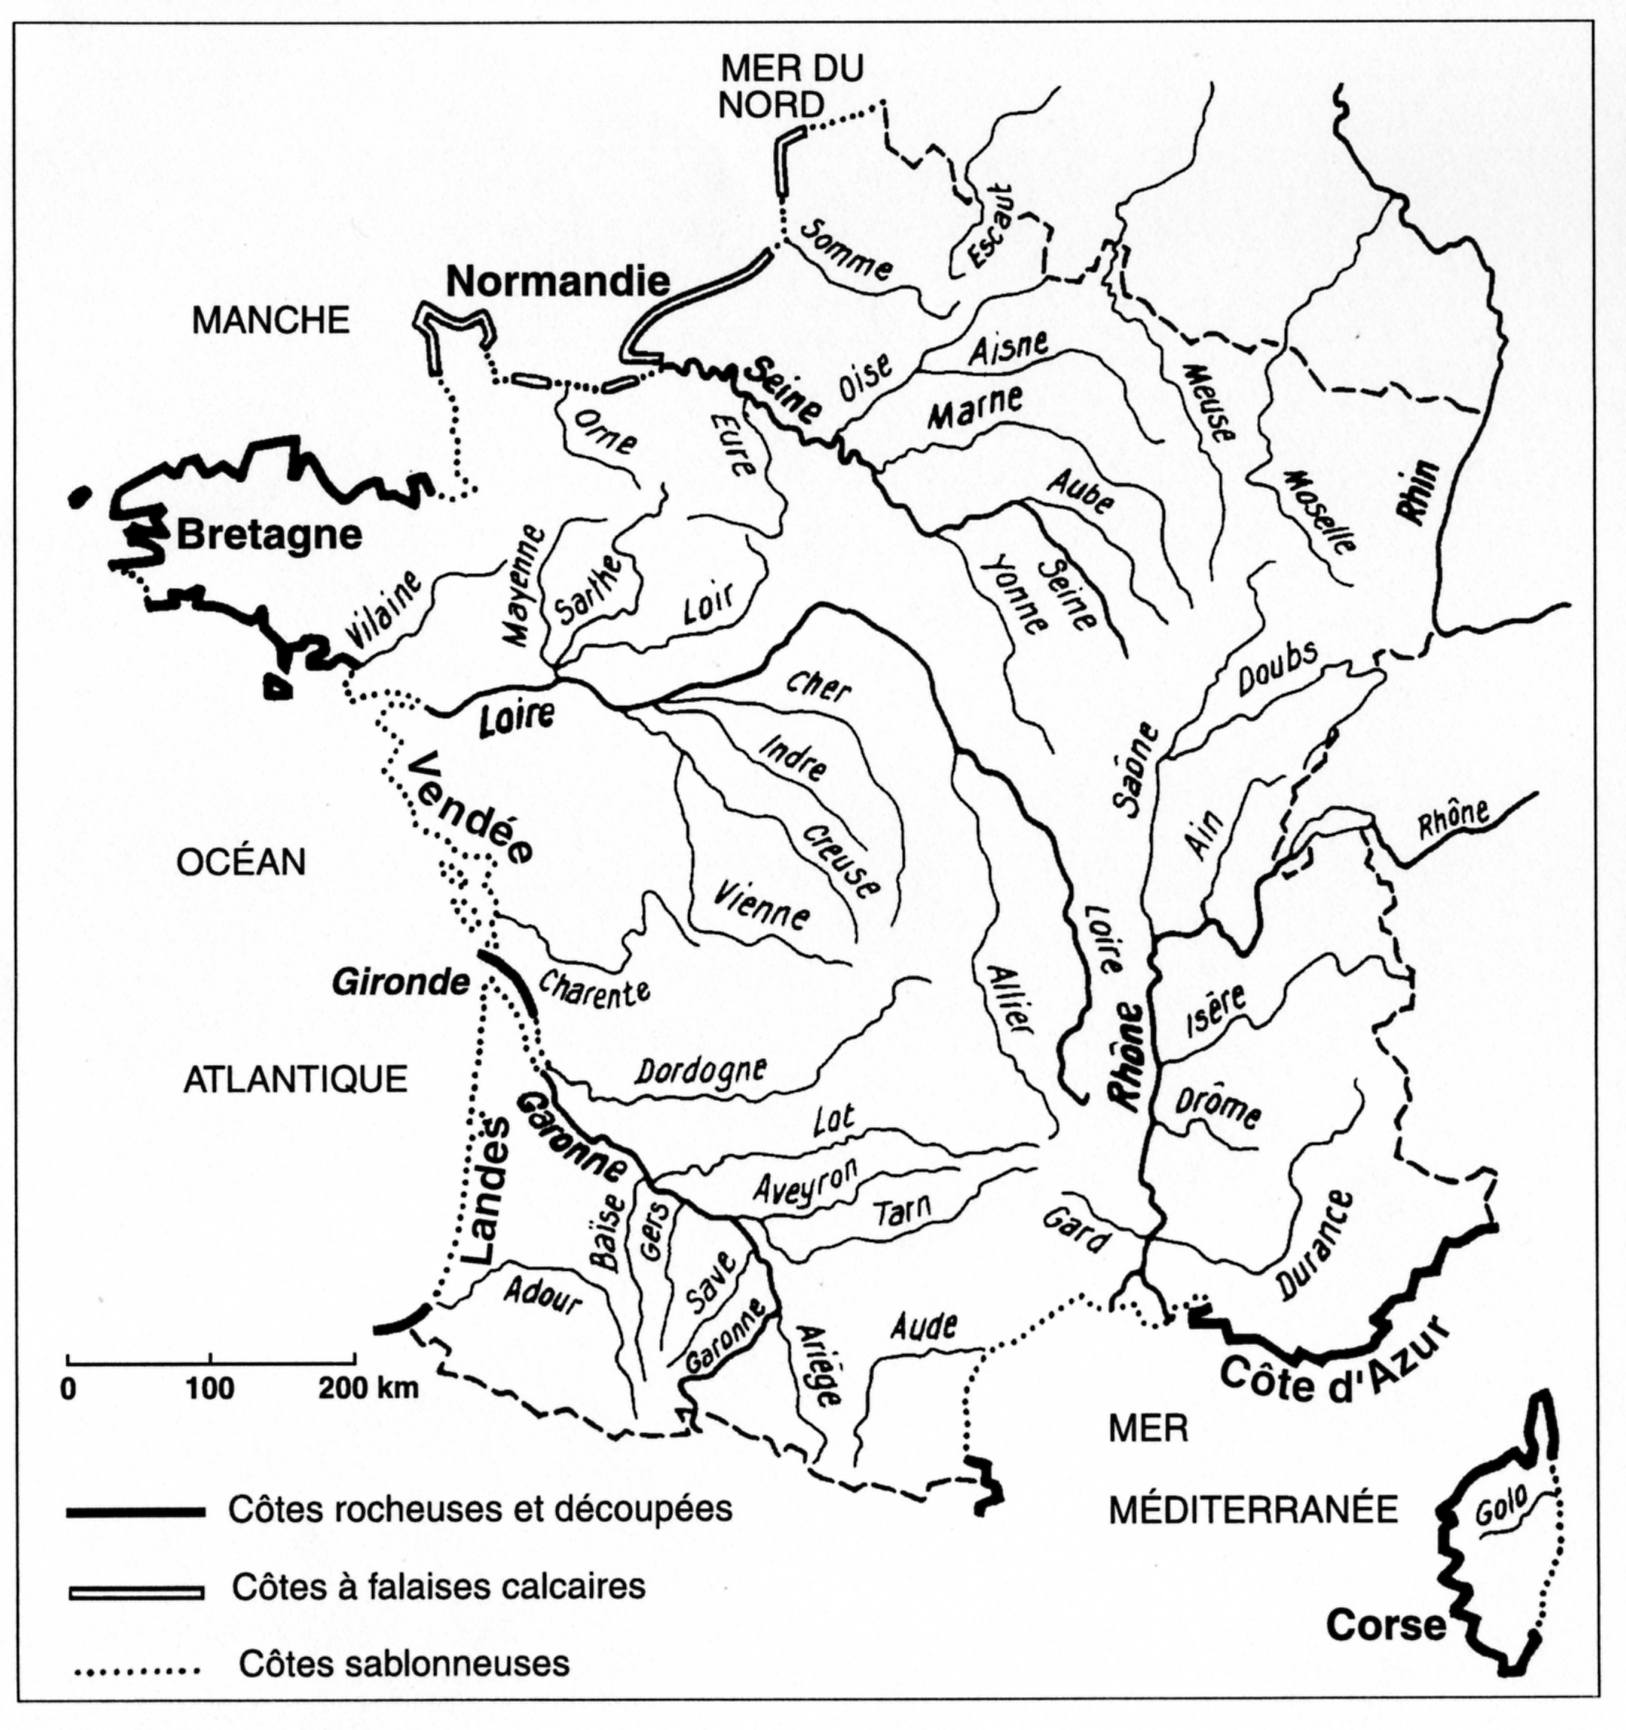 MER DU
NORD
Escaut
Somme
Normandie
MANCHE
Seine
Oise
Aisne
Marne
Meuse
Orne
Eure
Aube
Moselle
Rhin
Bretagne
Vilaine
Mayenne
Sarthe
Loir
Yonne
Seine
Doubs
Cher
Loire
Indre
Saône
Vendée
Creuse
Ain
Rhône
OCÉAN
Vienne
Loire
Gironde
Charente
Allier
Isère
ATLANTIQUE
Dordogne
Rhône
Drôme
Garonne
Lot
Landes
Aveyron
Tarn
Baïse
Gers
Gard
Durance
Save
Adour
Garonne
Ariège
Aude
Côte d'Azur
0
100
200 km
MER
MÉDITERRANÉE
Golo
Corse
Côtes rocheuses et découpées
Côtes à falaises calcaires
Côtes sablonneuses